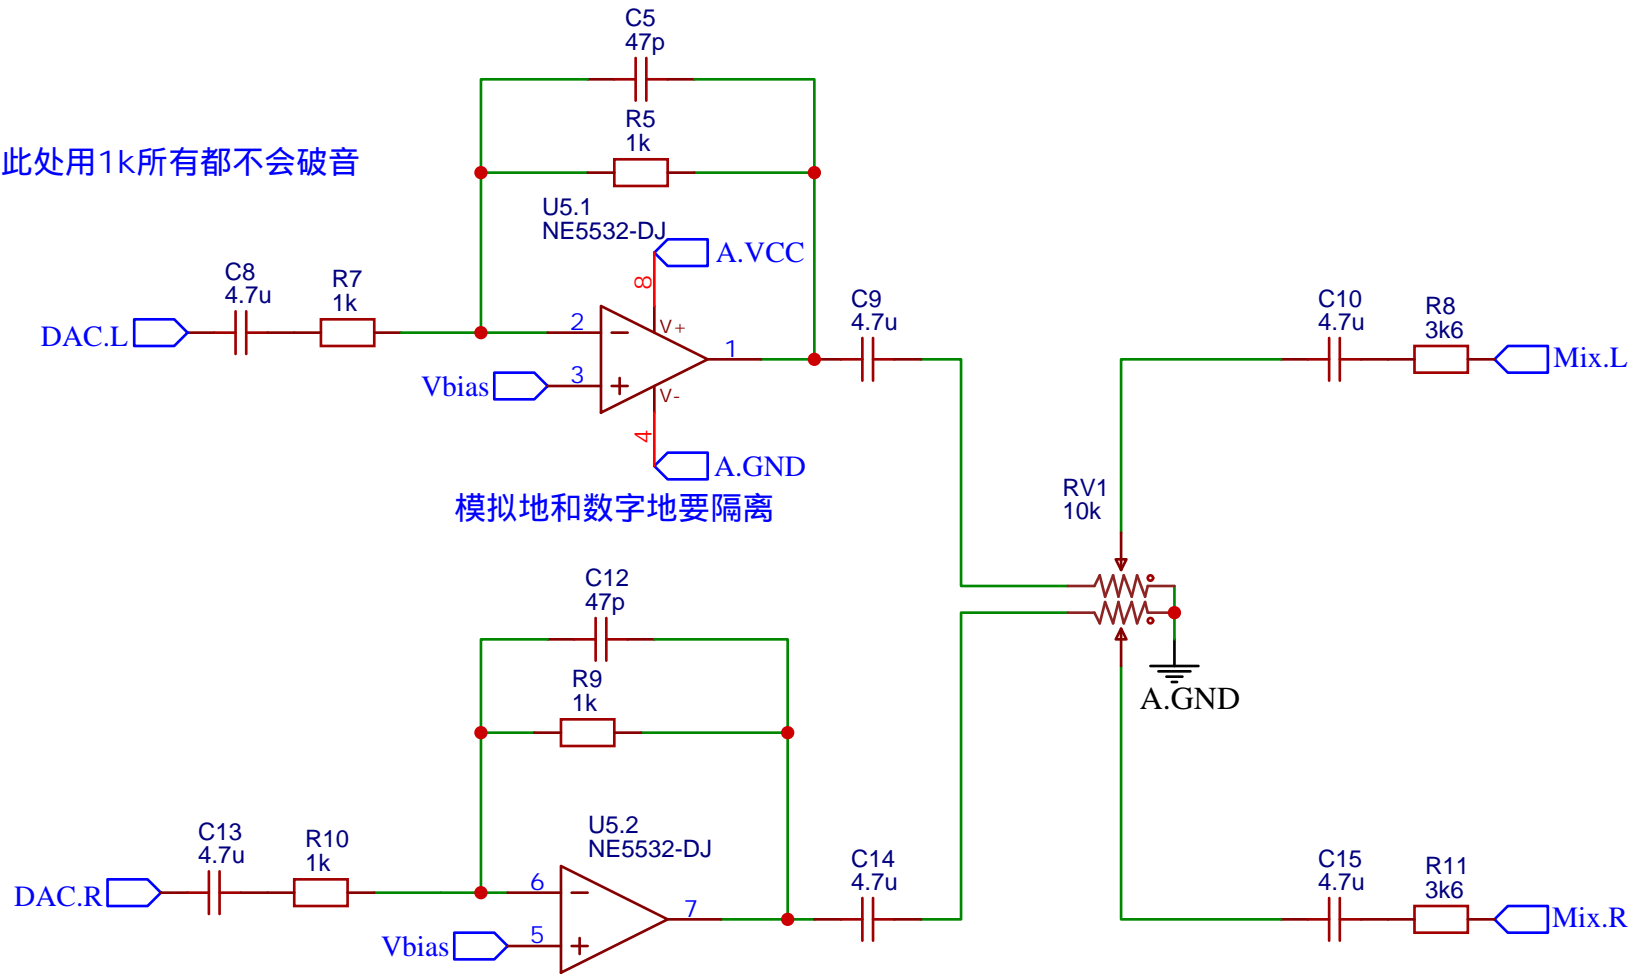 C5
47p
R5
1k
此处用1k所有都不会破音
U5.1
NE5532-DJ
A.VCC
8
C8
4.7u
R7
1k
C9
4.7u
C10
4.7u
R8
3k6
DAC.L
2
V+
1
Mix.L
Vbias
3
V-
4
A.GND
模拟地和数字地要隔离
RV1
10k
C12
47p
R9
1k
A.GND
U5.2
NE5532-DJ
C13
4.7u
R10
1k
C14
4.7u
C15
4.7u
R11
3k6
DAC.R
6
7
Mix.R
Vbias
5